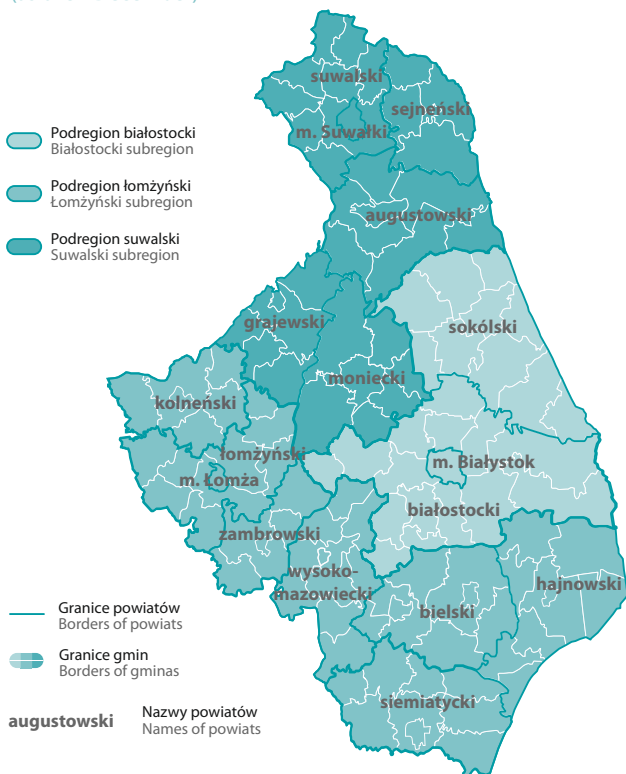 suwalski
sejneński
m. Suwałki
Podregion białostocki
Białostocki subregion
Podregion łomżyński
Łomżyński subregion
Podregion suwalski
Suwalski subregion
augustowski
grajewski
sokólski
moniecki
kolneński
łomżyński
m. Białystok
m. Łomża
białostocki
zambrowski
wysoko-
mazowiecki
hajnowski
bielski
Granice powiatów
Borders of powiats
Granice gmin
Borders of gminas
siemiatycki
augustowski
Nazwy powiatów
Names of powiats